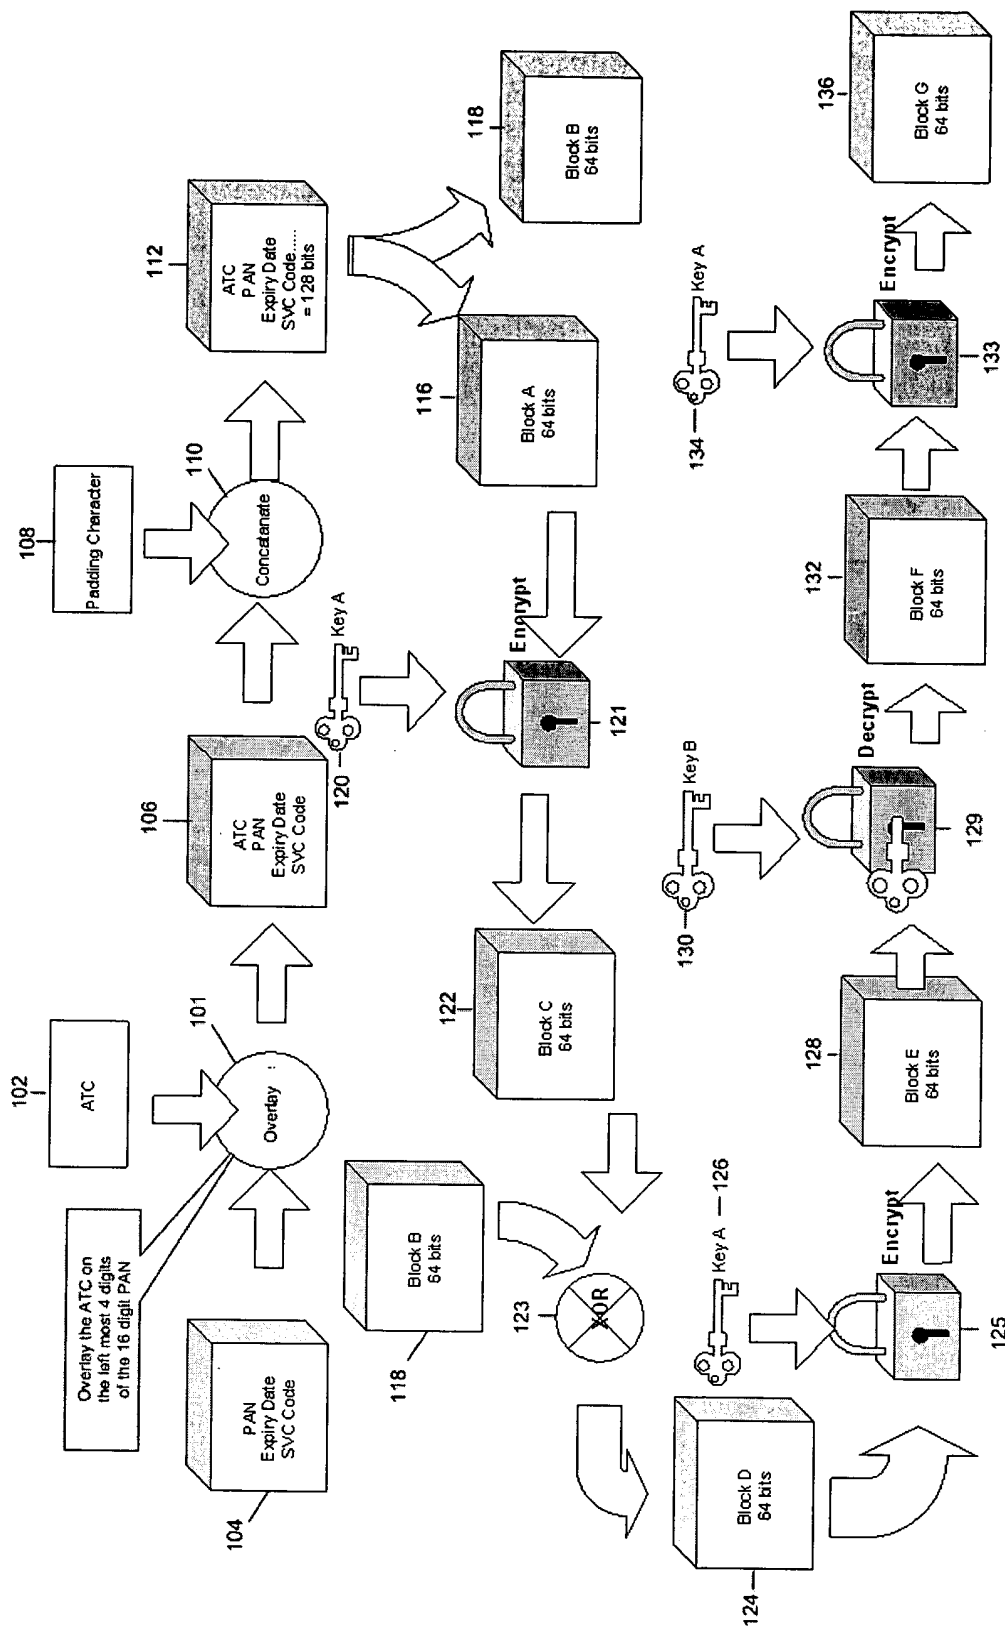 102
ATC
Overlay the ATC on
the left most 4 digits
of the 16 digit PAN
101
Overlay
104
PAN
Expiry Date
SVC Code
106
ATC
PAN
Expiry Date
SVC Code
108
Padding Character
110
Concatanate
112
ATC
PAN
Expiry Date
SVC Code.....
= 128 bits
116
Block A
64 bits
118
Block B
64 bits
120
Key A
Encrypt
121
122
Block C
64 bits
118
Block B
64 bits
123
XOR
124
Block D
64 bits
Key A
126
Encrypt
125
128
Block E
64 bits
130
Key B
Decrypt
129
132
Block F
64 bits
134
Key A
Encrypt
133
136
Block G
64 bits